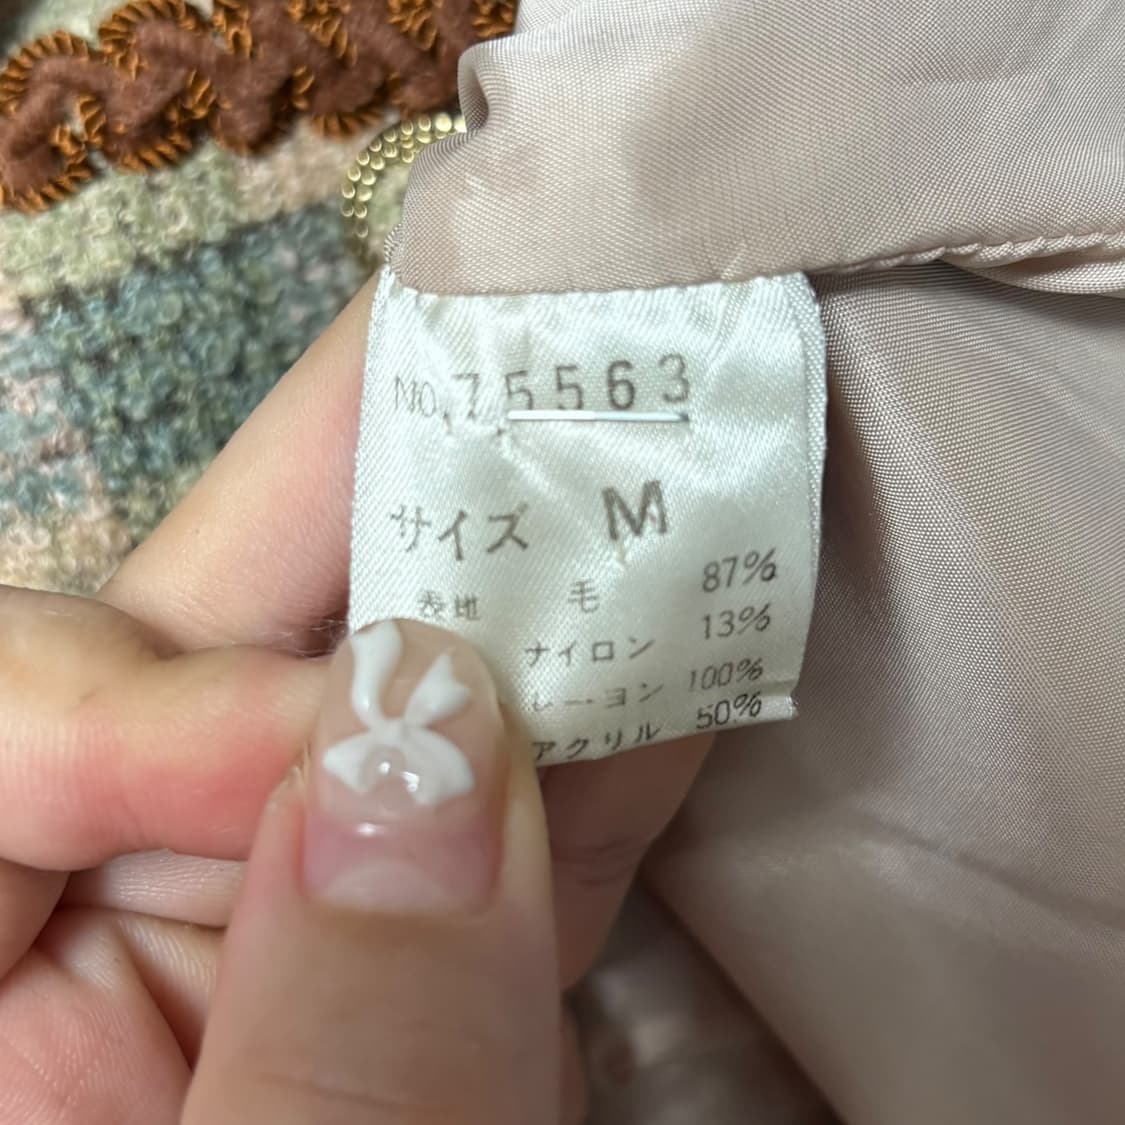 NO.75563
サイズ M
表地 毛 87%
ナイロン 13%
レーヨン 100%
アクリル 50%